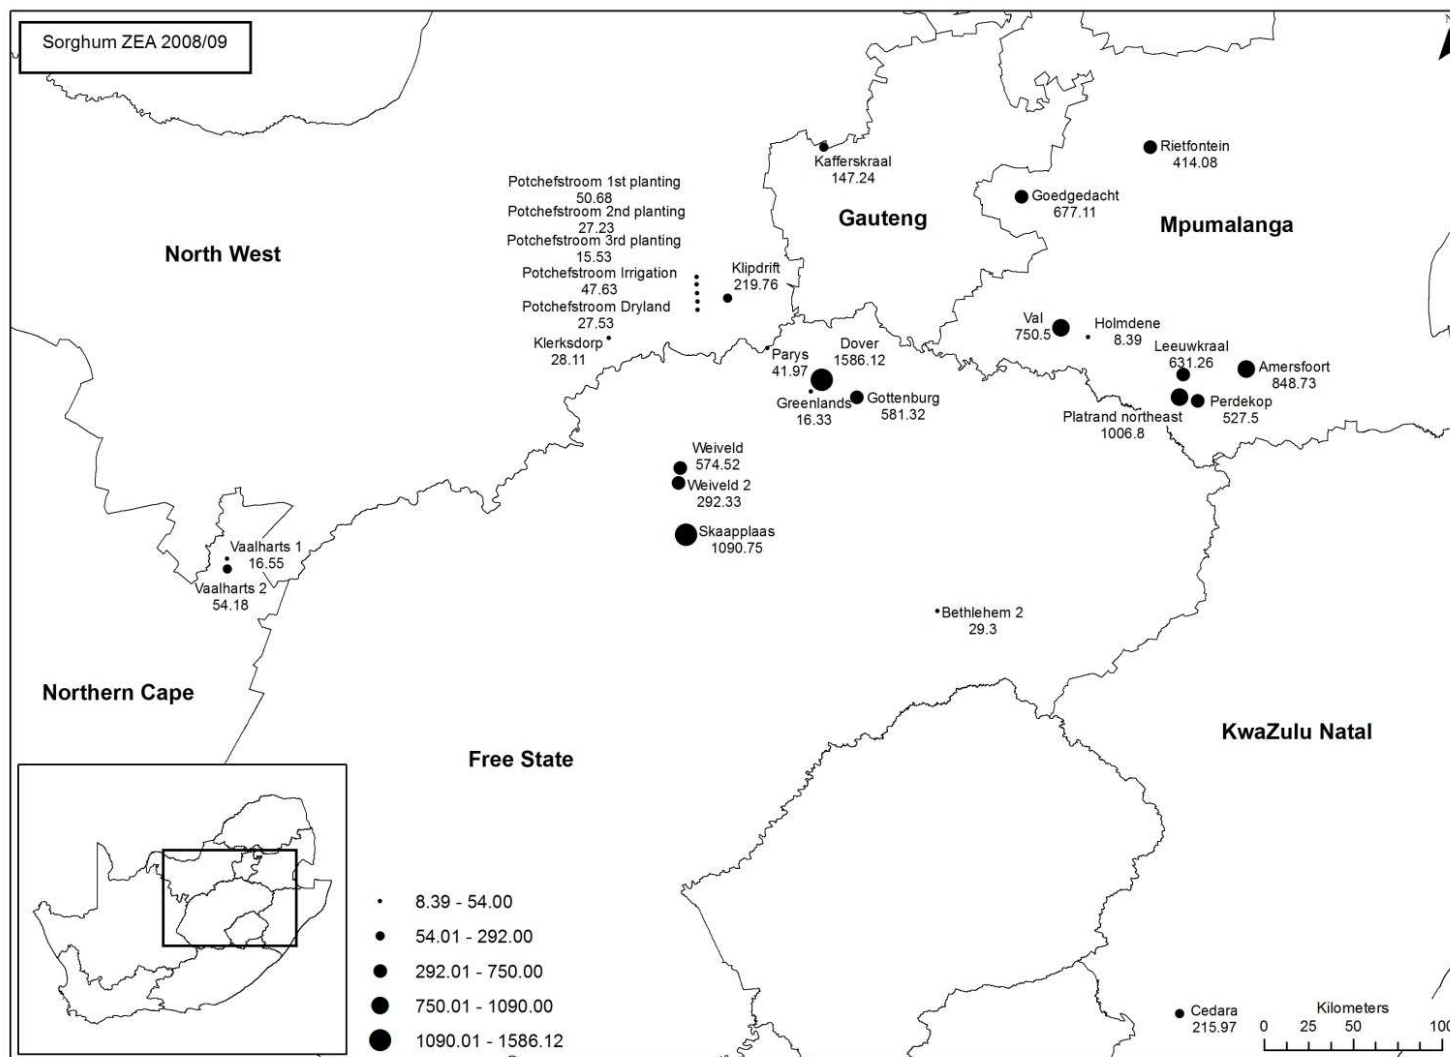 Sorghum ZEA 2008/09
N
Kafferskraal
147.24
Rietfontein
414.08
Potchefstroom 1st planting
50.68
Potchefstroom 2nd planting
27.23
Potchefstroom 3rd planting
15.53
Potchefstroom Irrigation
47.63
Potchefstroom Dryland
27.53
Goedgedacht
677.11
Gauteng
Mpumalanga
North West
Klipdrift
219.76
Klerksdorp
28.11
Parys
41.97
Dover
1586.12
Val
750.5
Holmdene
8.39
Leeuwkraal
631.26
Amersfoort
848.73
Greenlands
16.33
Gottenburg
581.32
Platrand northeast
1006.8
Perdekop
527.5
Weiveld
574.52
Weiveld 2
292.33
Skaapplaas
1090.75
Vaalharts 1
16.55
Vaalharts 2
54.18
Bethlehem 2
29.3
Northern Cape
Free State
KwaZulu Natal
8.39 - 54.00
54.01 - 292.00
292.01 - 750.00
750.01 - 1090.00
1090.01 - 1586.12
Cedara
215.97
Kilometers
0 25 50 100